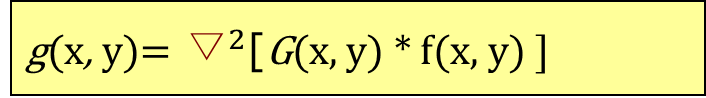 g(x, y)= ▽²[ G(x, y) * f(x, y) ]